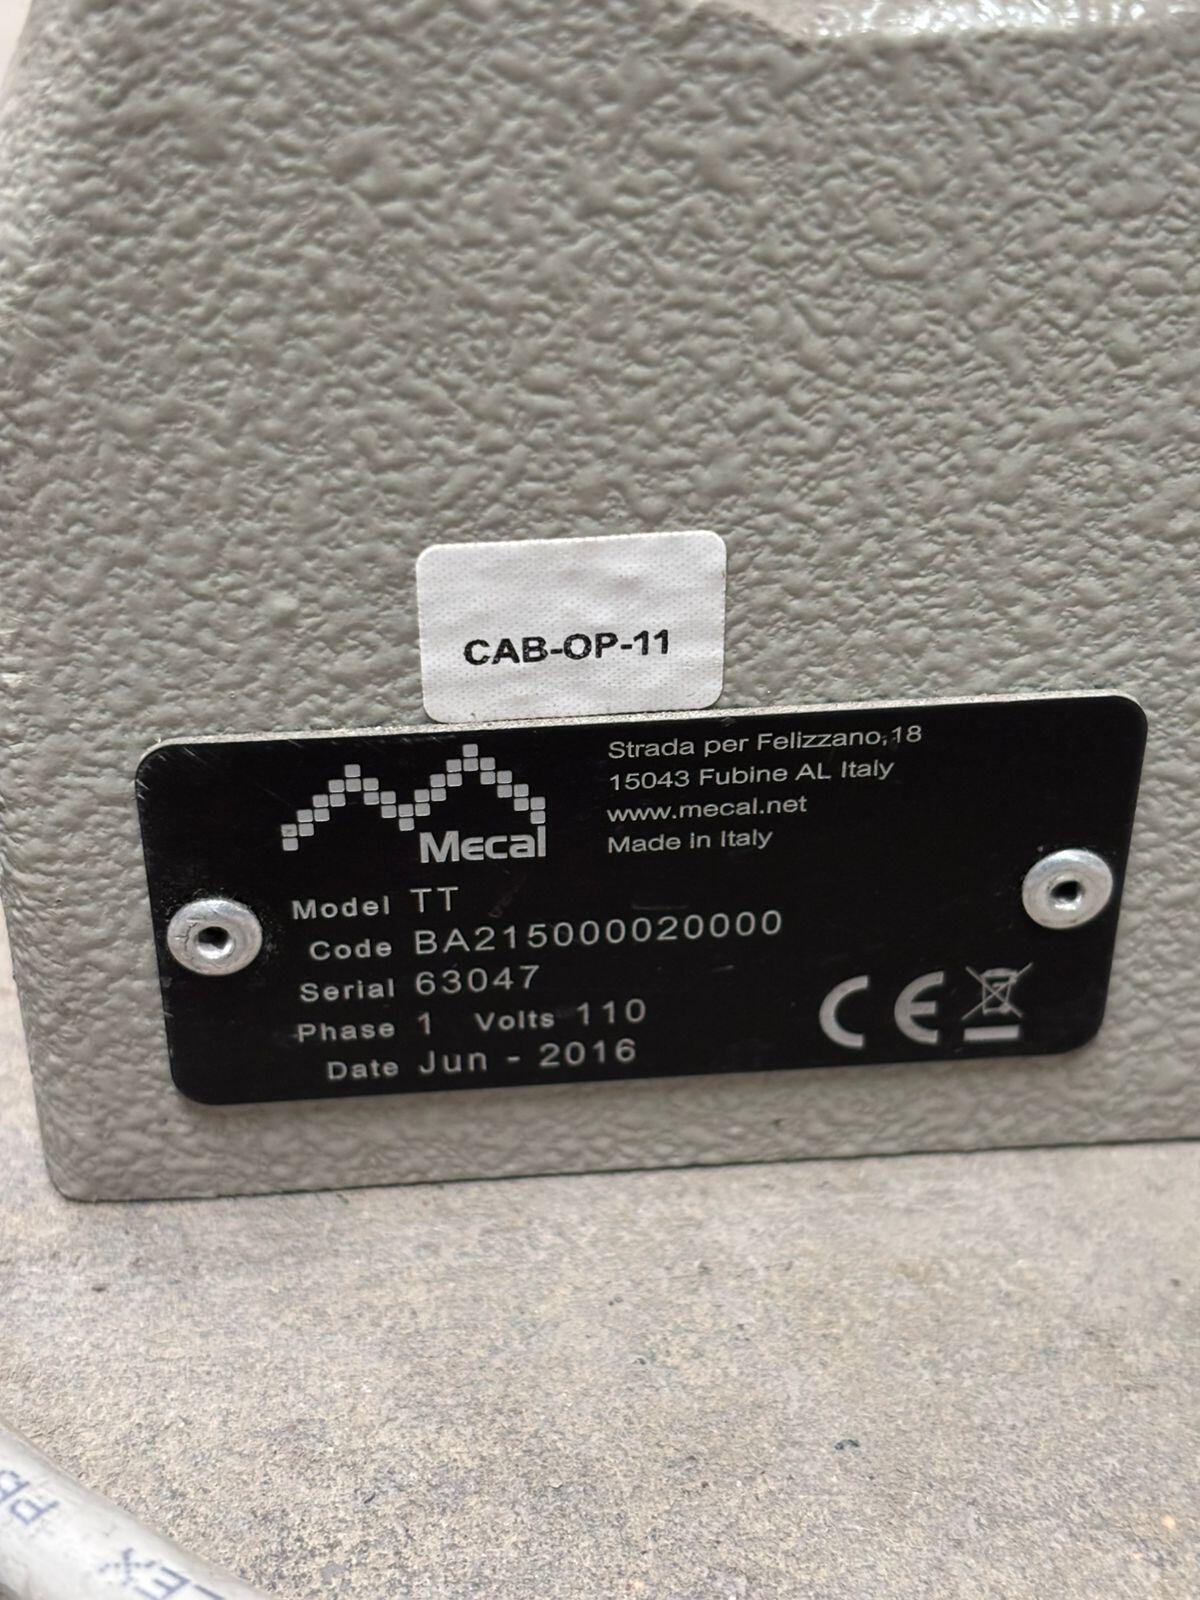 CAB-OP-11
Mecal
Strada per Felizzano,18
15043 Fubine AL Italy
www.mecal.net
Made in Italy
Model TT
Code BA215000020000
Serial 63047
Phase 1 Volts 110
Date Jun - 2016
CE